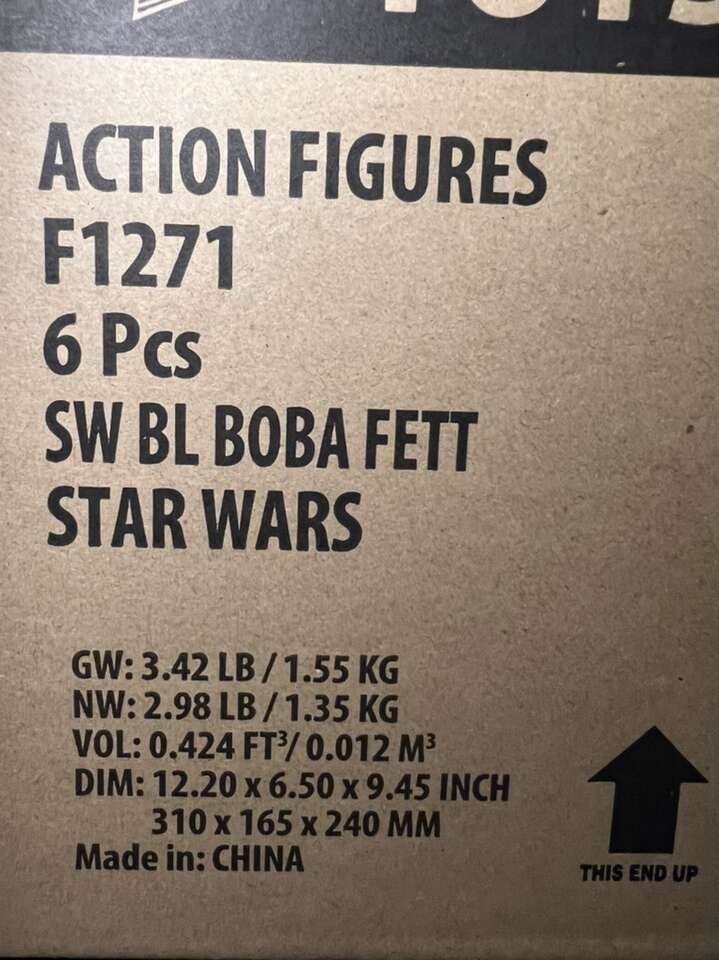 ACTION FIGURES
F1271
6 Pcs
SW BL BOBA FETT
STAR WARS
GW: 3.42 LB / 1.55 KG
NW: 2.98 LB / 1.35 KG
VOL: 0.424 FT³/ 0.012 M³
DIM: 12.20 x 6.50 x 9.45 INCH
310 x 165 x 240 MM
Made in: CHINA
THIS END UP